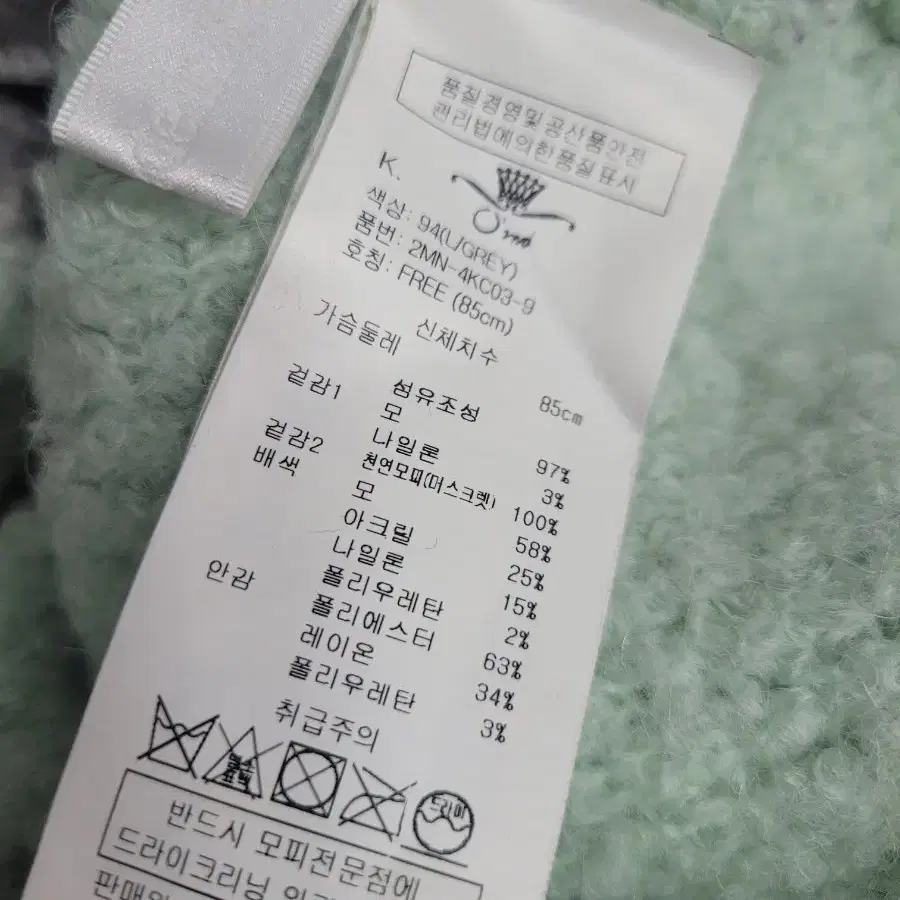 품질경영및공산품안전
관리법에의한품질표시
K.
색상: 94(L/GREY)
품번: 2MN-4KC03-9
호칭: FREE (85cm)
신체치수
가슴둘레 85cm
섬유조성
겉감1 모 97%
나일론 3%
겉감2 천연모피(머스크렛) 100%
배색 모 58%
아크릴 25%
나일론 15%
폴리우레탄 2%
안감 폴리에스터 63%
레이온 34%
폴리우레탄 3%
취급주의
염소
표백
드라이
반드시 모피전문점에
드라이크리닝